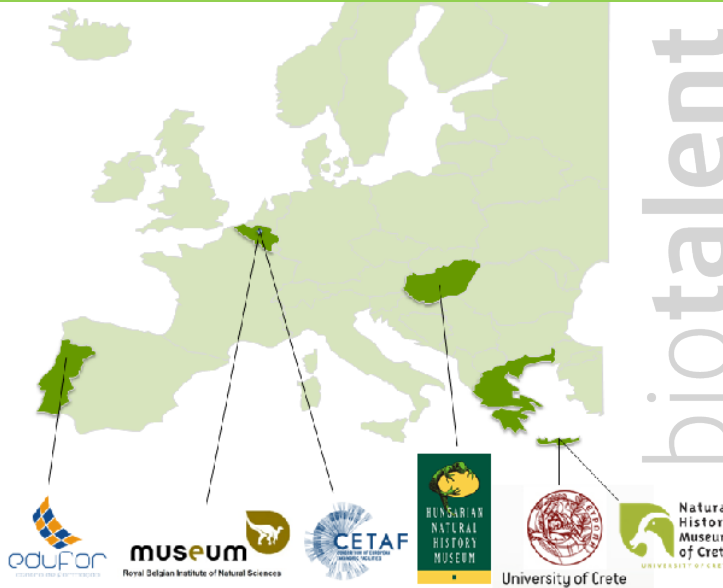 biotalent
edufor
museum
Royal Belgian Institute of Natural Sciences
CETAF
HUNGARIAN
NATURAL
HISTORY
MUSEUM
University of Crete
Natura
Histor
Museum
of Cret